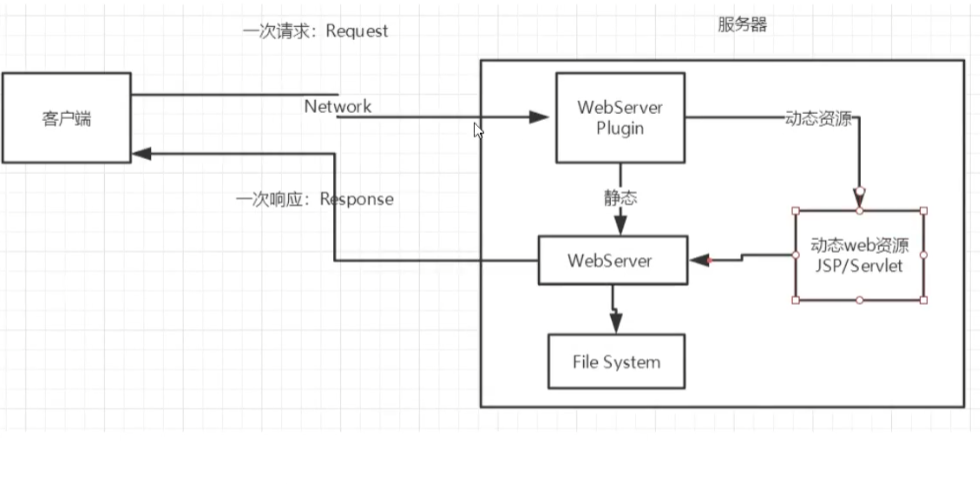 一次请求：Request
服务器
客户端
Network
WebServer
Plugin
动态资源
一次响应：Response
静态
动态web资源
JSP/Servlet
WebServer
File System